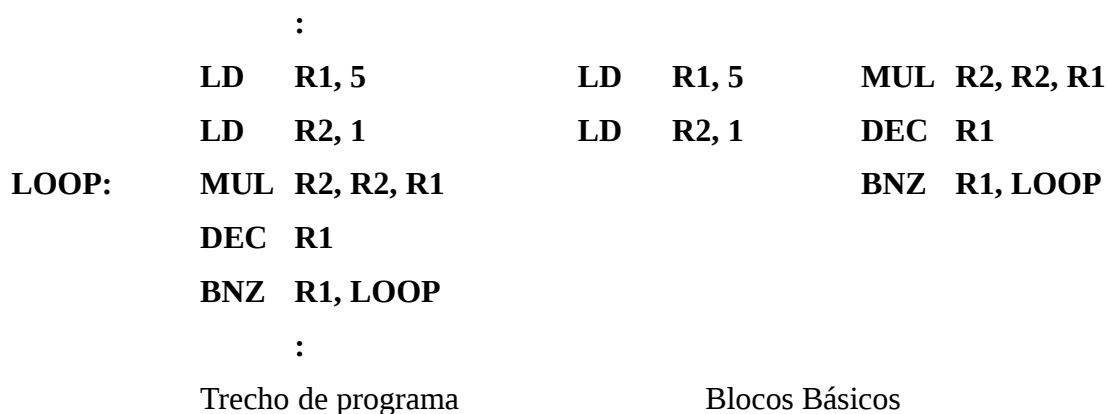 :
LD R1, 5 LD R1, 5 MUL R2, R2, R1
LD R2, 1 LD R2, 1 DEC R1
LOOP: MUL R2, R2, R1 BNZ R1, LOOP
DEC R1
BNZ R1, LOOP
:
Trecho de programa Blocos Básicos